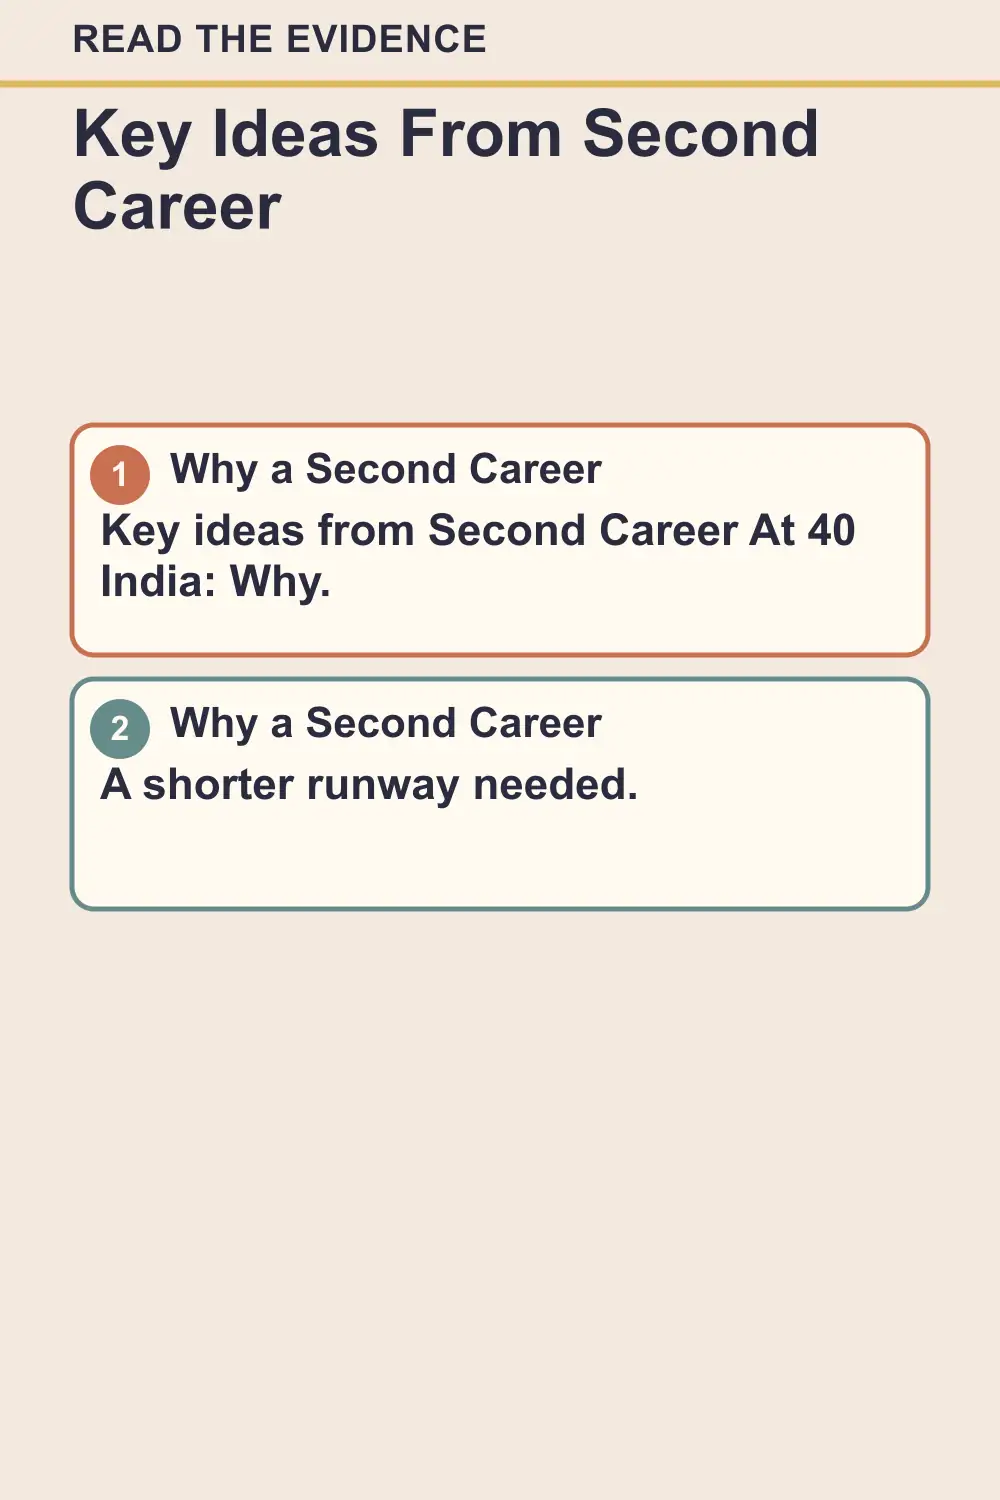 READ THE EVIDENCE
Key Ideas From Second
Career
1 Why a Second Career
Key ideas from Second Career At 40
India: Why.
2 Why a Second Career
A shorter runway needed.